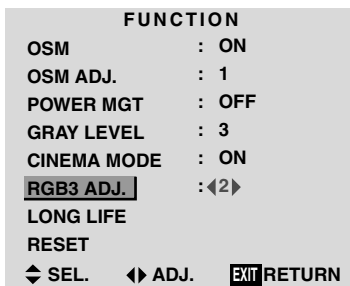 FUNCTION
OSM : ON
OSM ADJ. : 1
POWER MGT : OFF
GRAY LEVEL : 3
CINEMA MODE : ON
RGB3 ADJ. : 2
LONG LIFE
RESET
SEL. ADJ. EXIT RETURN